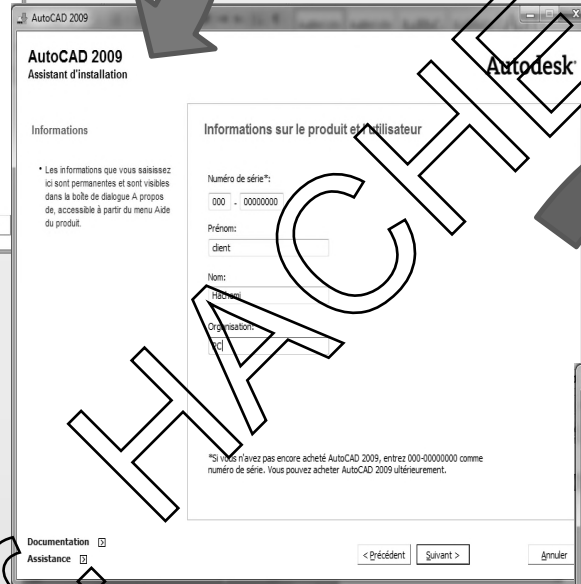 AutoCAD 2009
AutoCAD 2009
Assistant d'installation
Autodesk
Informations
• Les informations que vous saisissez
ici sont permanentes et sont visibles
dans la boîte de dialogue A propos
de, accessible à partir du menu Aide
du produit.
Informations sur le produit et l'utilisateur
Numéro de série*:
000 - 00000000
Prénom:
client
Nom:
Hachemi
Organisation:
PC
*Si vous n'avez pas encore acheté AutoCAD 2009, entrez 000-00000000 comme
numéro de série. Vous pouvez acheter AutoCAD 2009 ultérieurement.
Documentation
Assistance
< Précédent
Suivant >
Annuler
HACHE